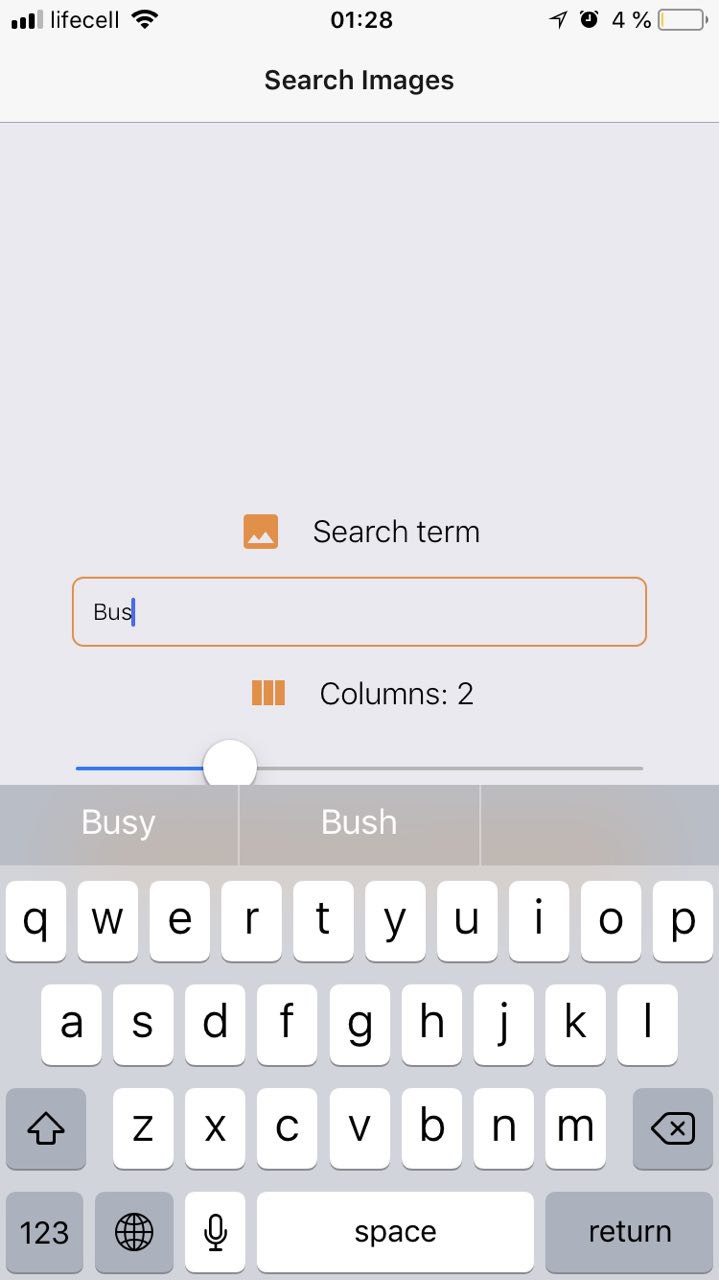 lifecell 01:28 4 %
Search Images
Search term
Bus
Columns: 2
Busy Bush
q w e r t y u i o p
a s d f g h j k l
z x c v b n m
123 space return